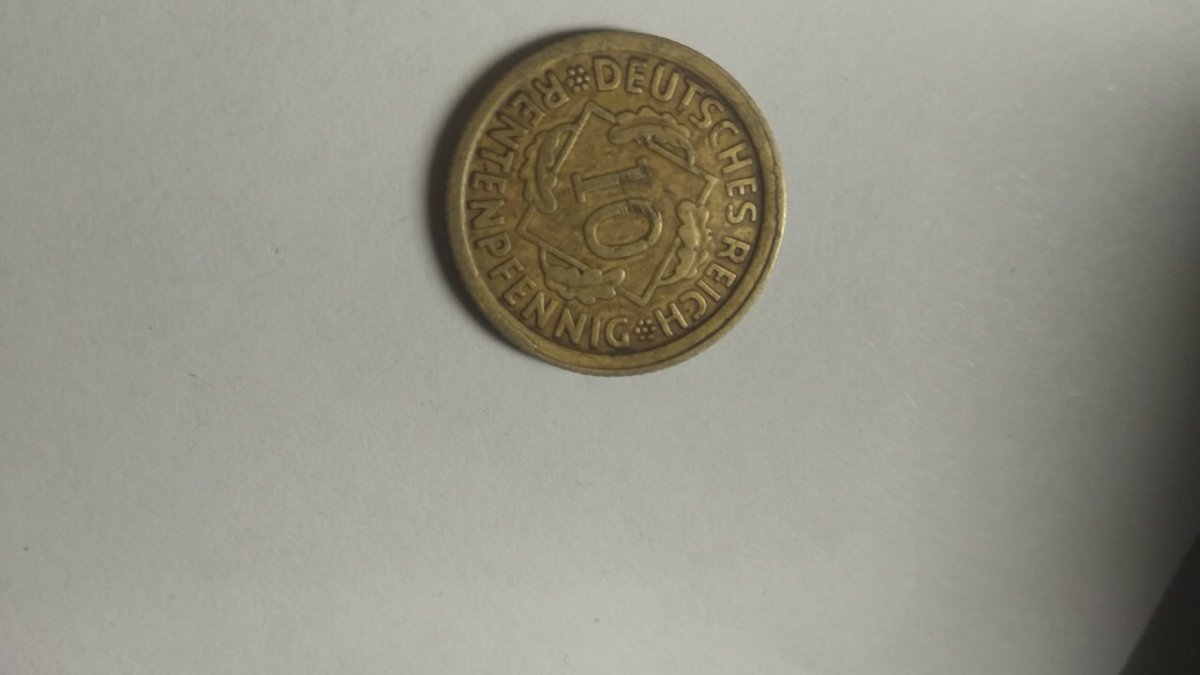 DEUTSCHES REICH
10
RENTENPFENNIG